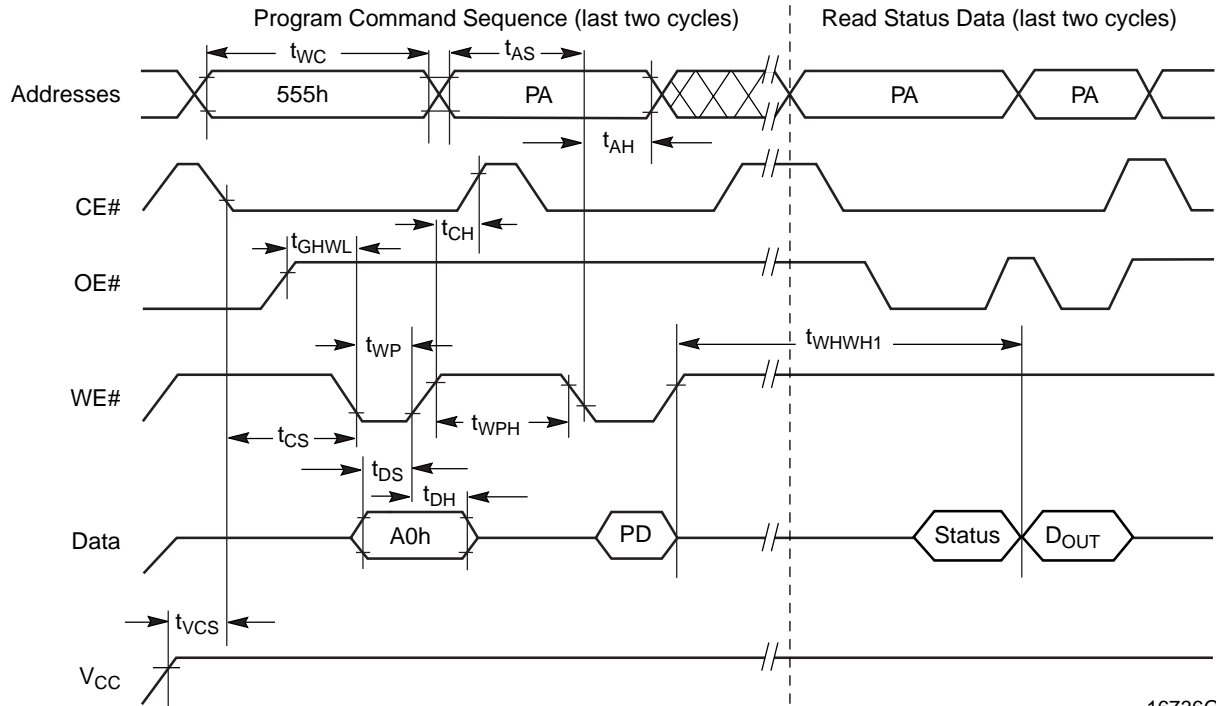 Program Command Sequence (last two cycles)
Read Status Data (last two cycles)
tWC
tAS
Addresses
555h
PA
PA
PA
tAH
CE#
tCH
tGHWL
OE#
tWP
tWHWH1
WE#
tWPH
tCS
tDS
tDH
Data
A0h
PD
Status
DOUT
tVCS
VCC